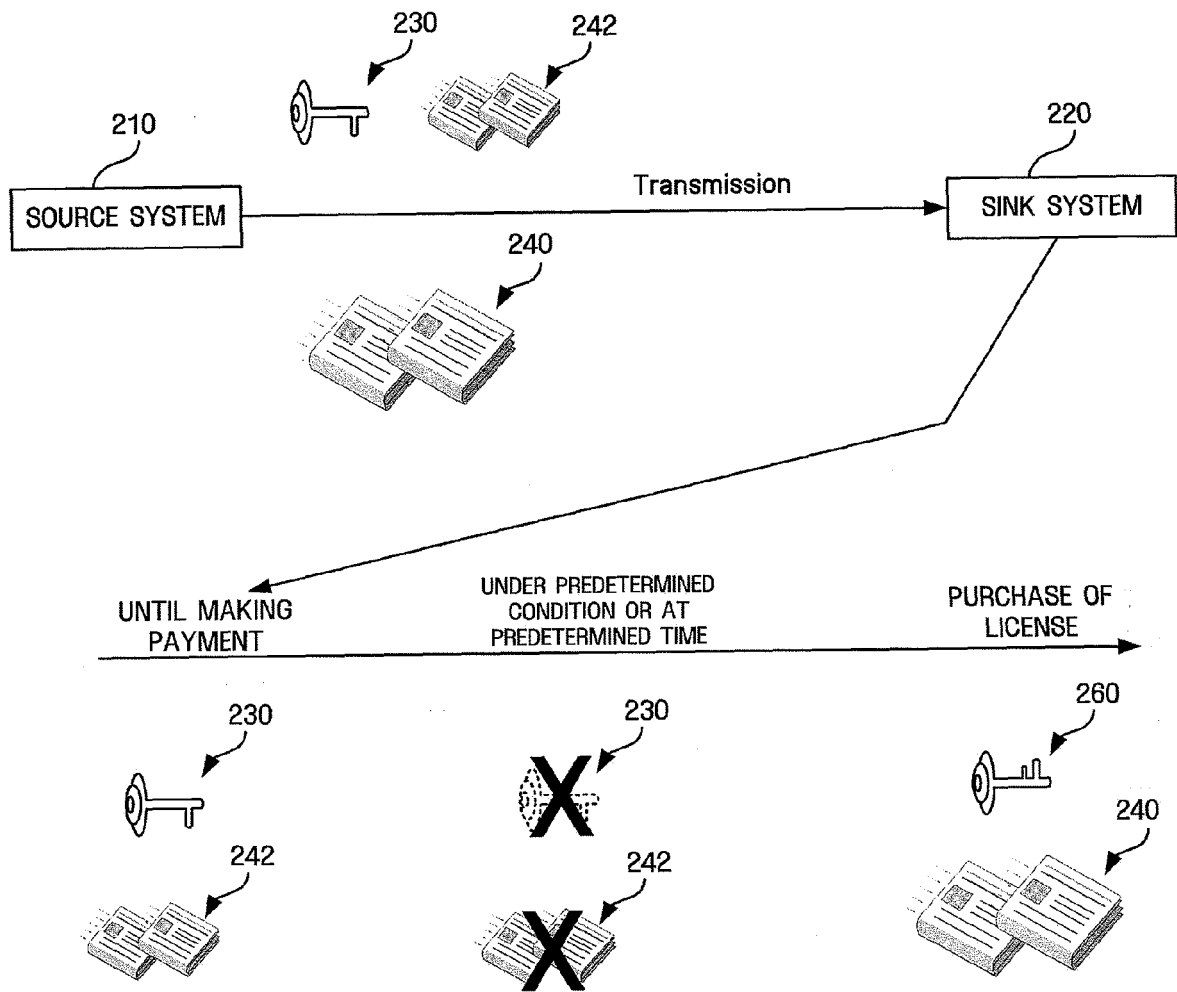 230
242
210
220
Transmission
SOURCE SYSTEM
SINK SYSTEM
240
UNTIL MAKING
PAYMENT
UNDER PREDETERMINED
CONDITION OR AT
PREDETERMINED TIME
PURCHASE OF
LICENSE
230
230
260
240
242
242